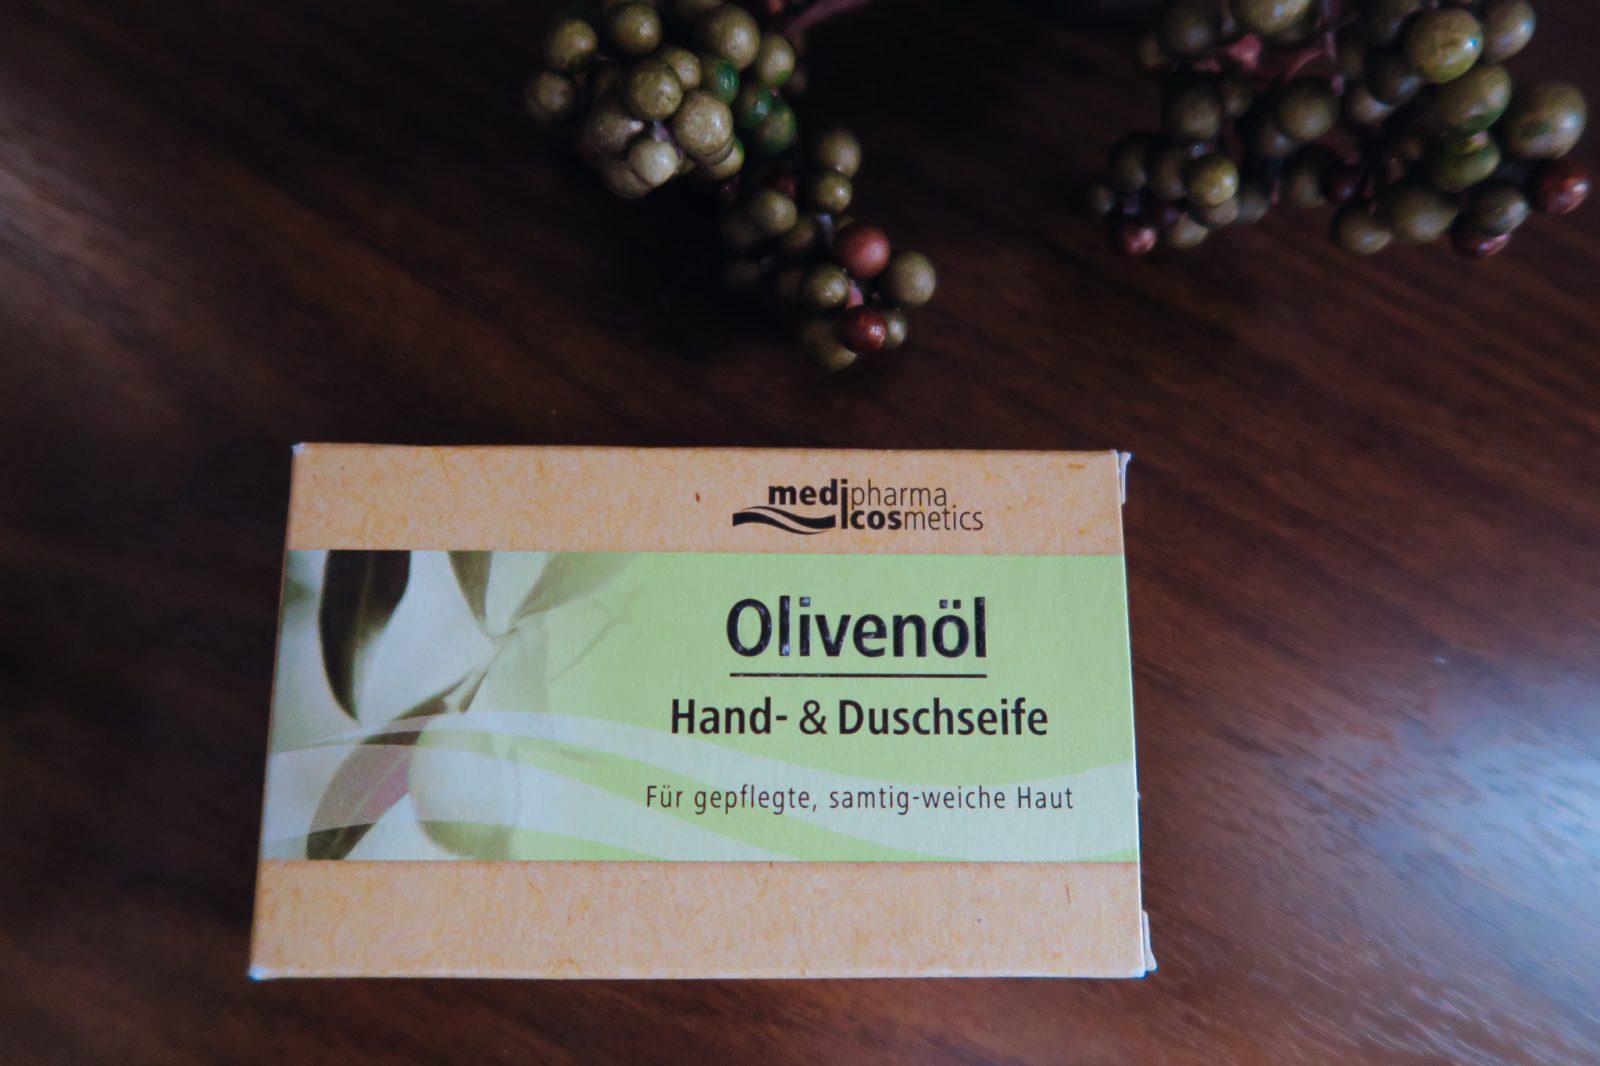 medipharma
cosmetics
Olivenöl
Hand- & Duschseife
Für gepflegte, samtig-weiche Haut